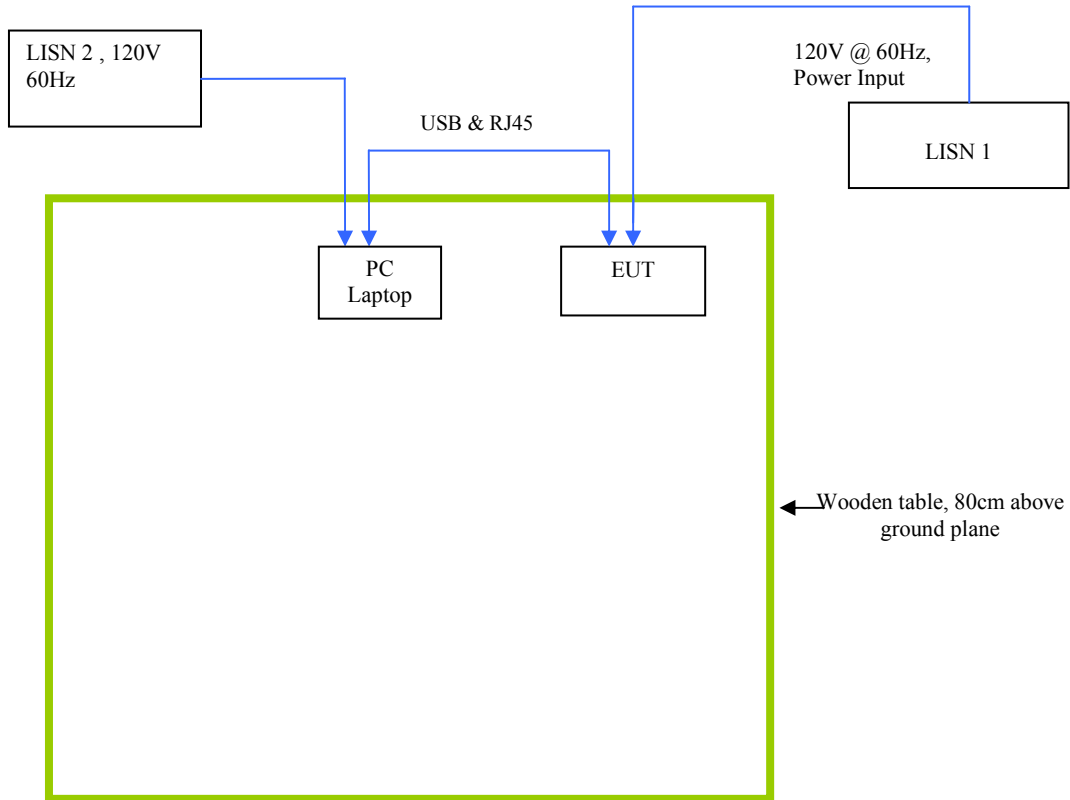 LISN 2 , 120V
60Hz
120V @ 60Hz,
Power Input
USB & RJ45
LISN 1
PC
Laptop
EUT
Wooden table, 80cm above
ground plane